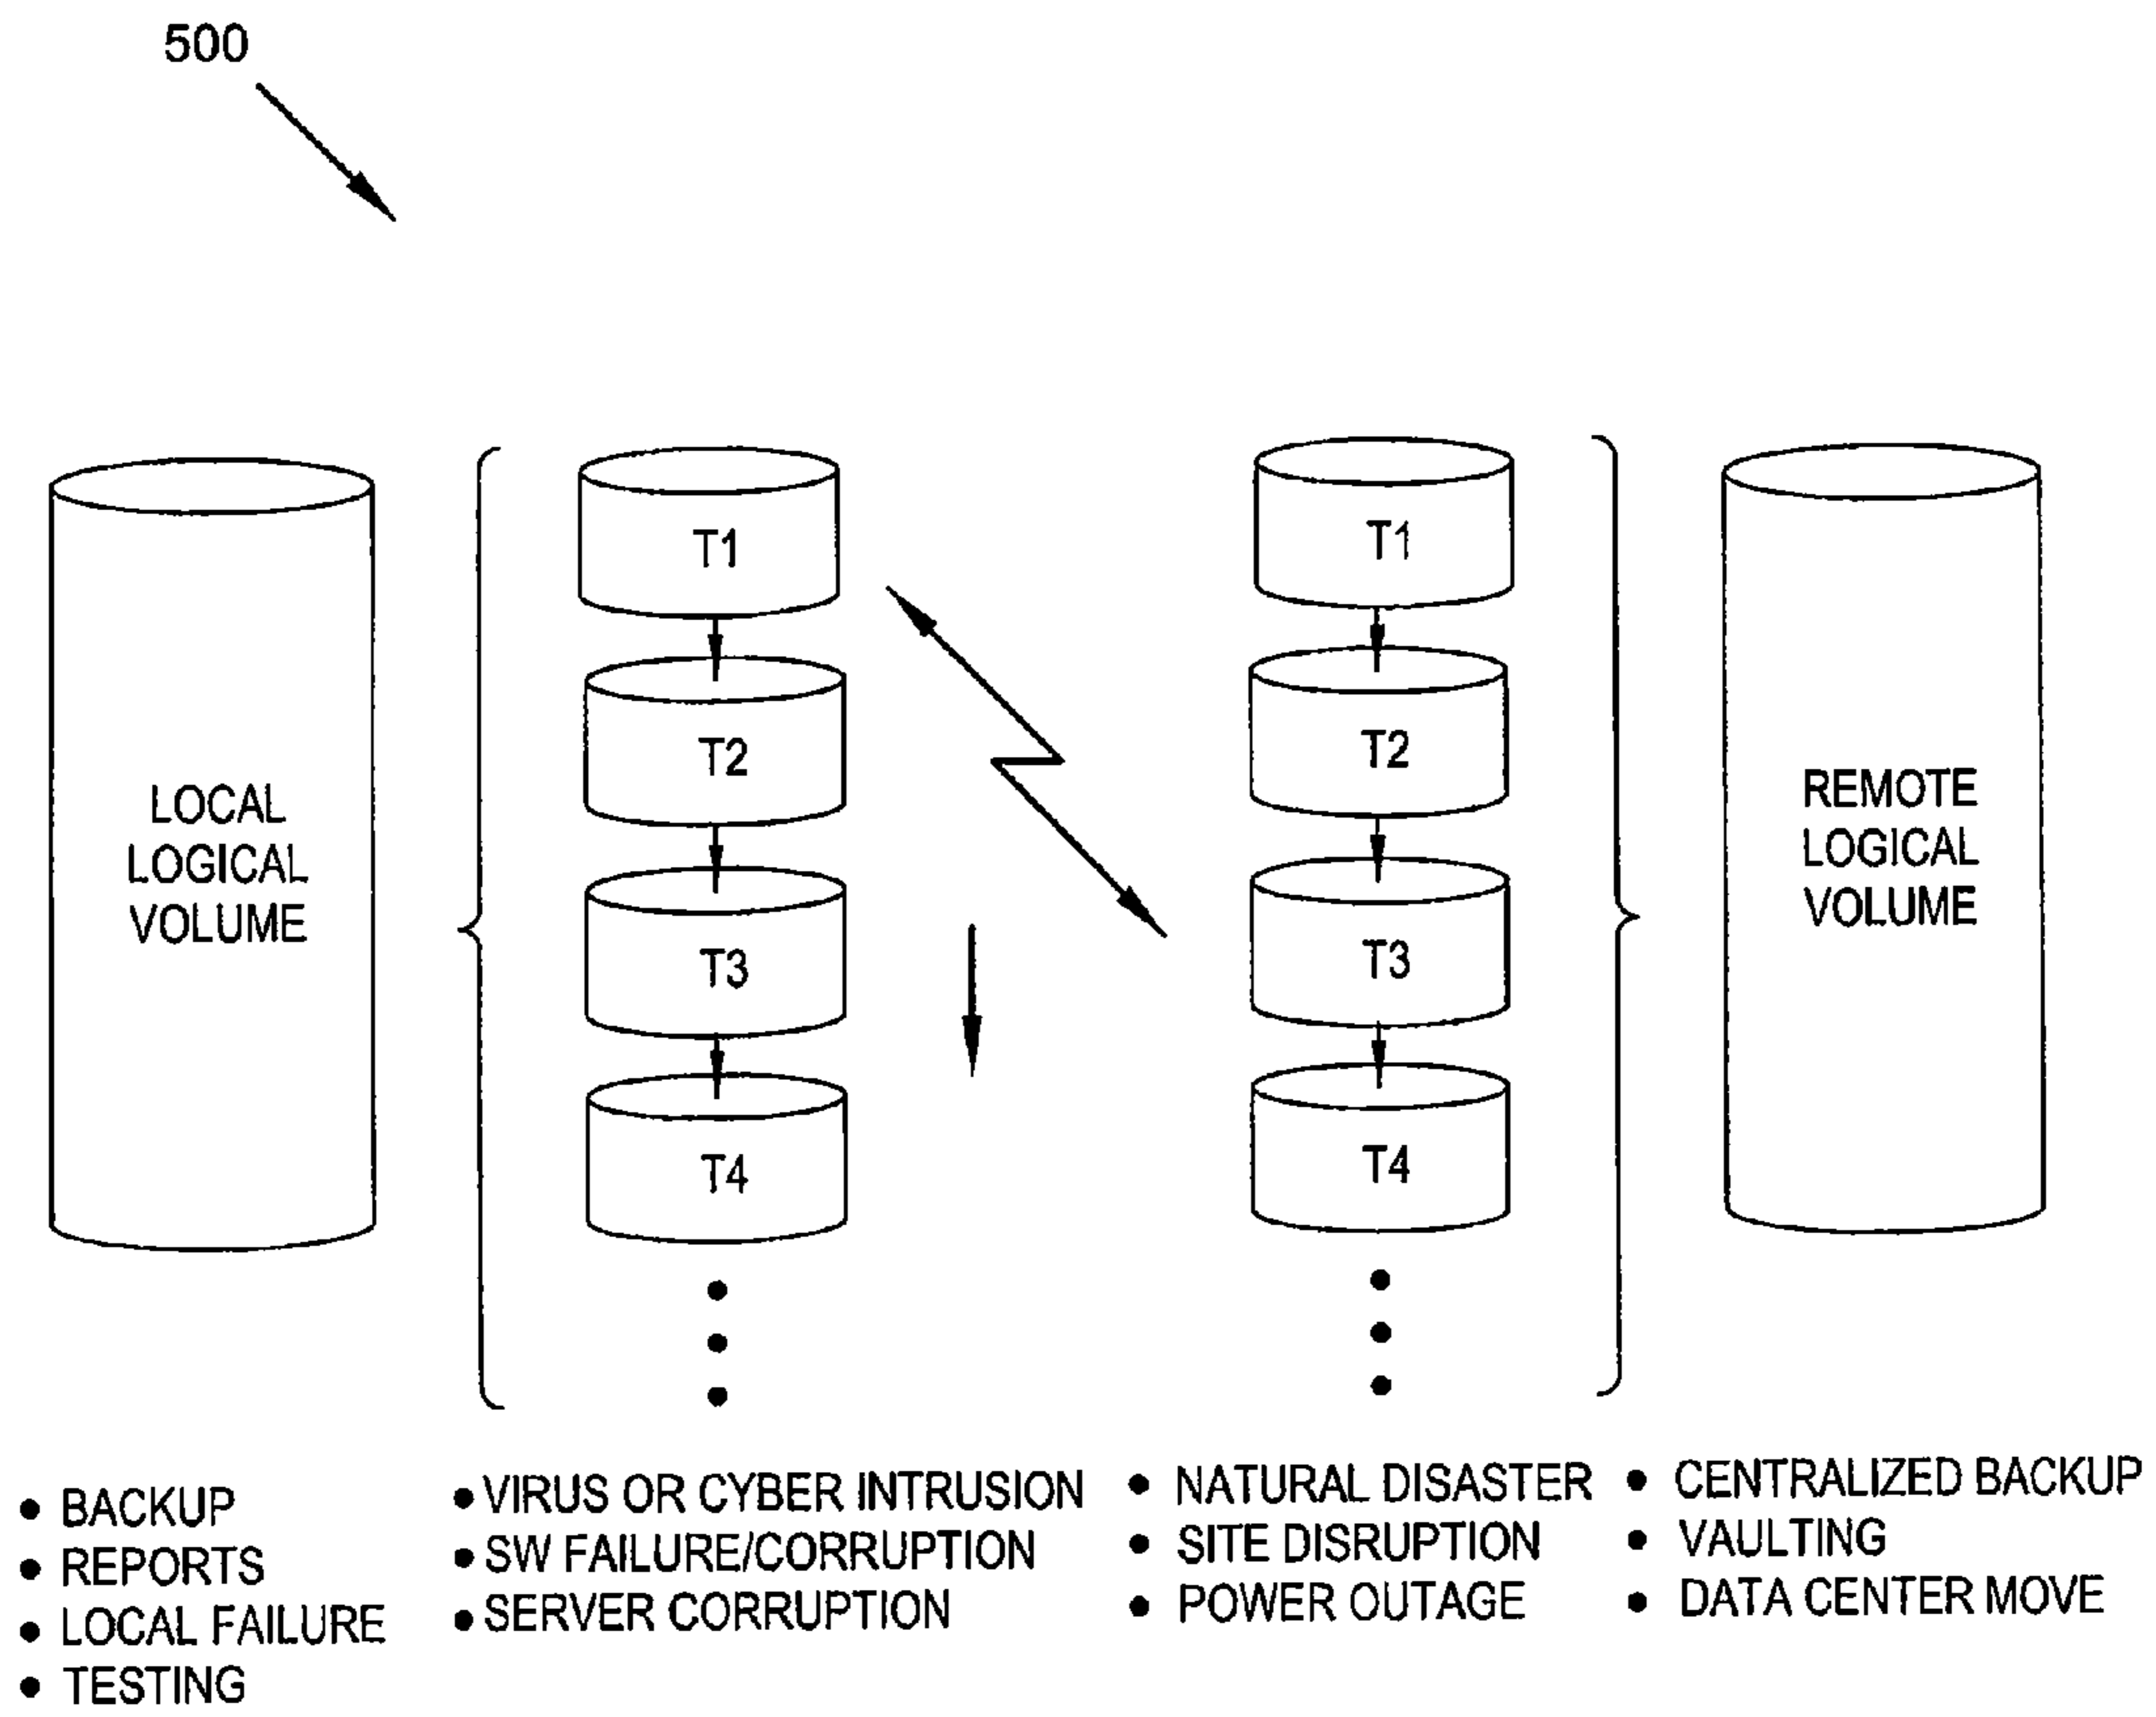 500
LOCAL
LOGICAL
VOLUME
T1
T2
T3
T4
T1
T2
T3
T4
REMOTE
LOGICAL
VOLUME
• BACKUP
• REPORTS
• LOCAL FAILURE
• TESTING
• VIRUS OR CYBER INTRUSION
• SW FAILURE/CORRUPTION
• SERVER CORRUPTION
• NATURAL DISASTER
• SITE DISRUPTION
• POWER OUTAGE
• CENTRALIZED BACKUP
• VAULTING
• DATA CENTER MOVE